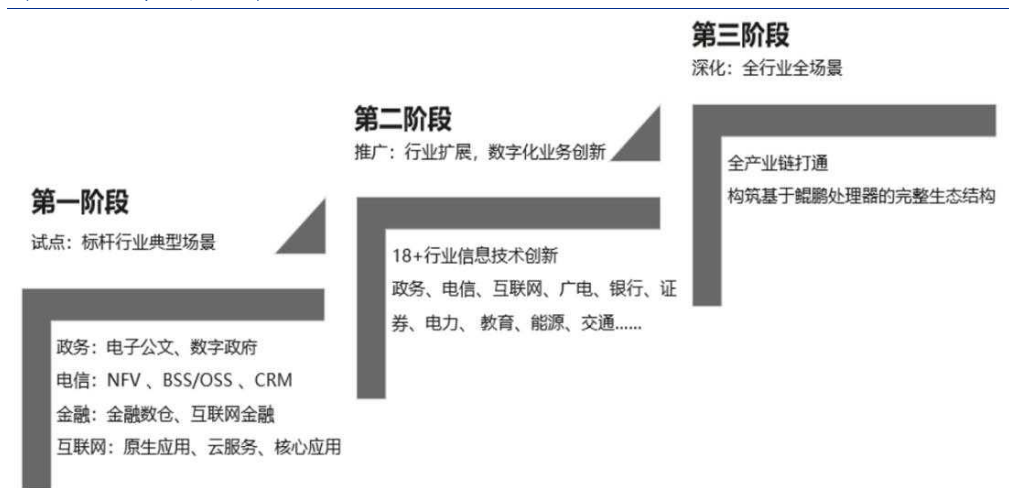 第一阶段
试点：标杆行业典型场景
政务：电子公文、数字政府
电信：NFV 、BSS/OSS 、CRM
金融：金融数仓、互联网金融
互联网：原生应用、云服务、核心应用
第二阶段
推广：行业扩展，数字化业务创新
18+行业信息技术创新
政务、电信、互联网、广电、银行、证
券、电力、 教育、能源、交通......
第三阶段
深化：全行业全场景
全产业链打通
构筑基于鲲鹏处理器的完整生态结构